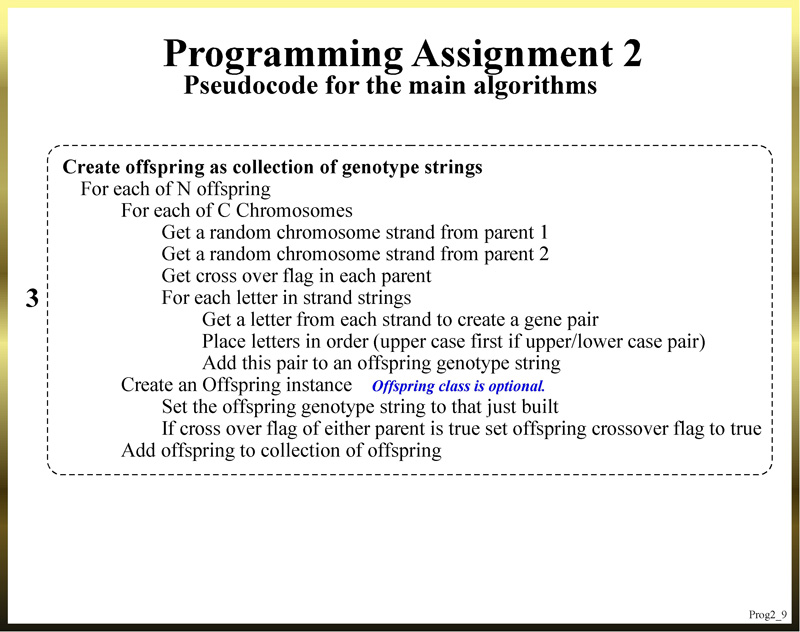 Programming Assignment 2
Pseudocode for the main algorithms
Create offspring as collection of genotype strings
For each of N offspring
For each of C Chromosomes
Get a random chromosome strand from parent 1
Get a random chromosome strand from parent 2
Get cross over flag in each parent
3
For each letter in strand strings
Get a letter from each strand to create a gene pair
Place letters in order (upper case first if upper/lower case pair)
Add this pair to an offspring genotype string
Create an Offspring instance Offspring class is optional.
Set the offspring genotype string to that just built
If cross over flag of either parent is true set offspring crossover flag to true
Add offspring to collection of offspring
Prog2_9